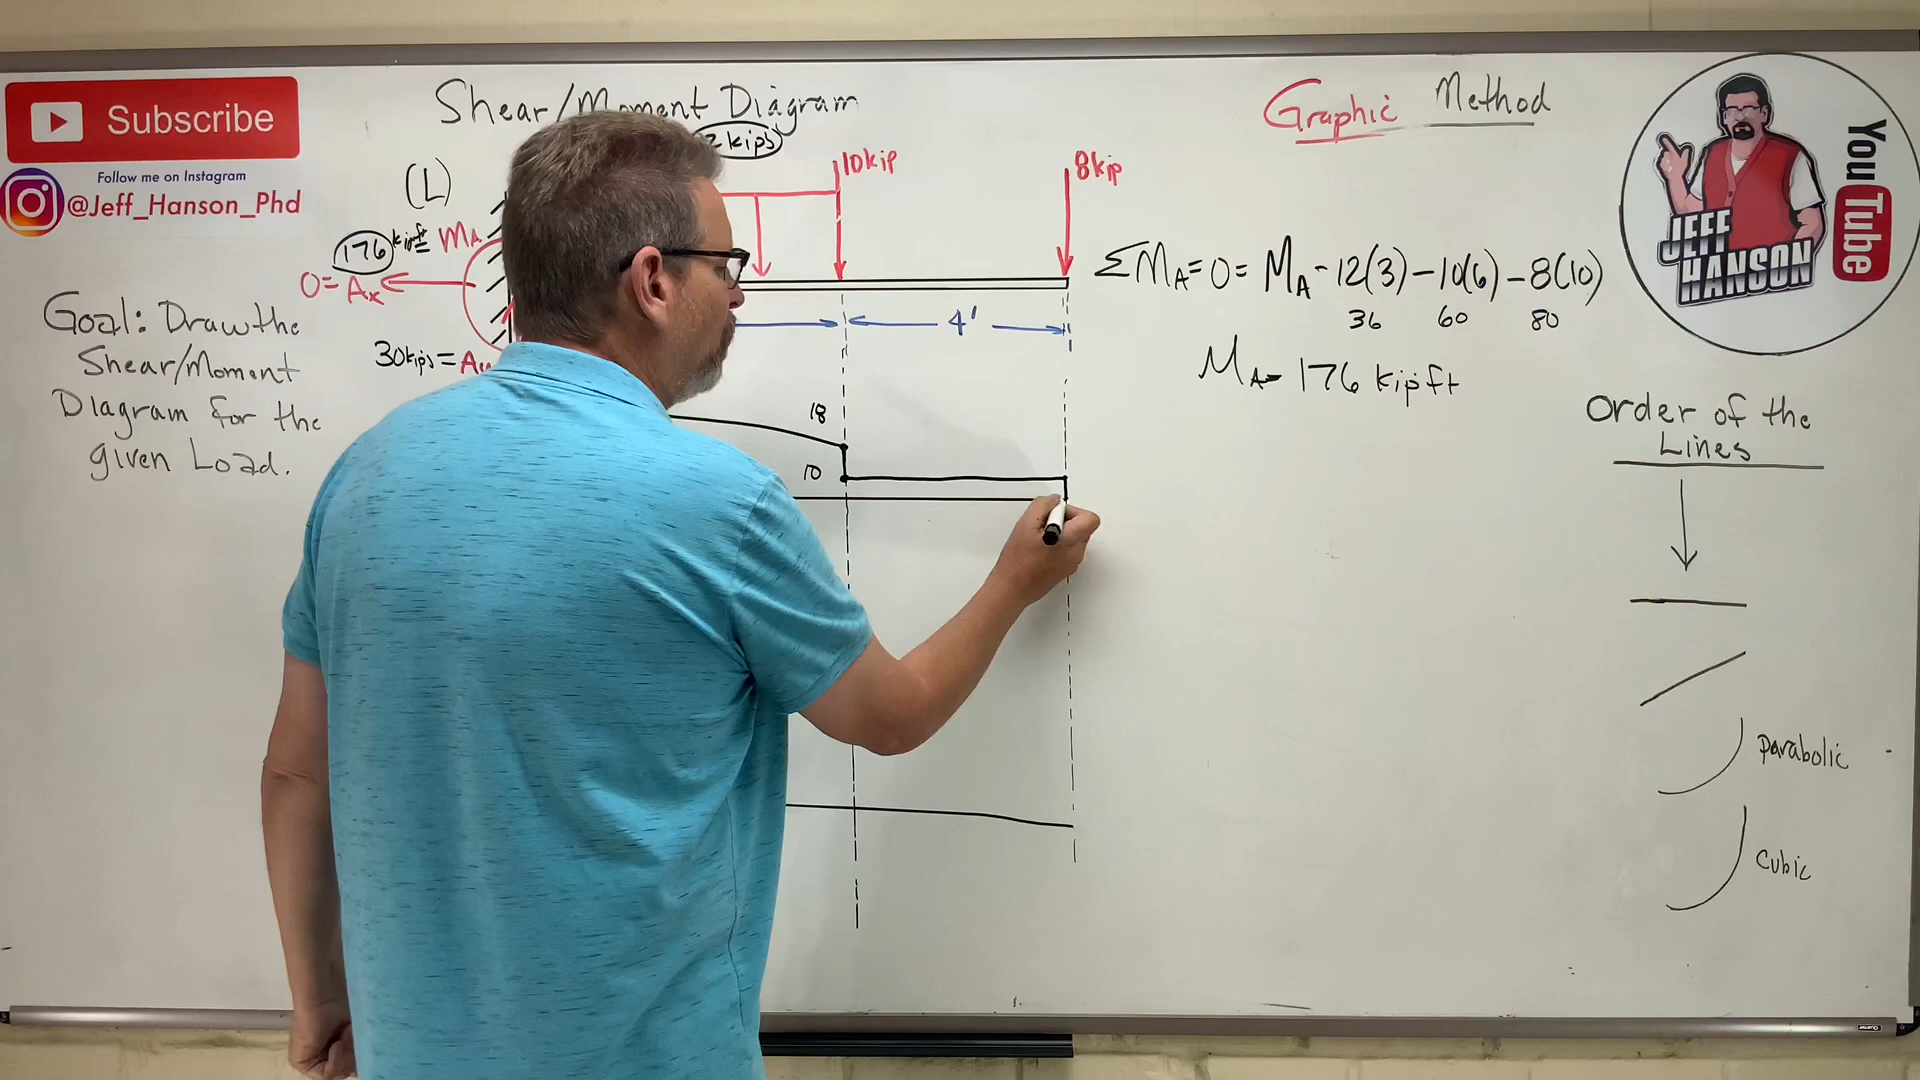 Subscribe
Follow me on Instagram
@Jeff_Hanson_Phd
Shear/Moment Diagram
Graphic Method
YouTube
JEFF
HANSON
2 kips
10kip
8kip
(L)
176 kipft = MA
0 = Ax
30kips =
4'
Goal: Draw the
Shear/Moment
Diagram for the
given Load.
ΣMA = 0 = MA - 12(3) - 10(6) - 8(10)
36 60 80
MA = 176 kipft
18
10
Order of the
Lines
Parabolic
Cubic